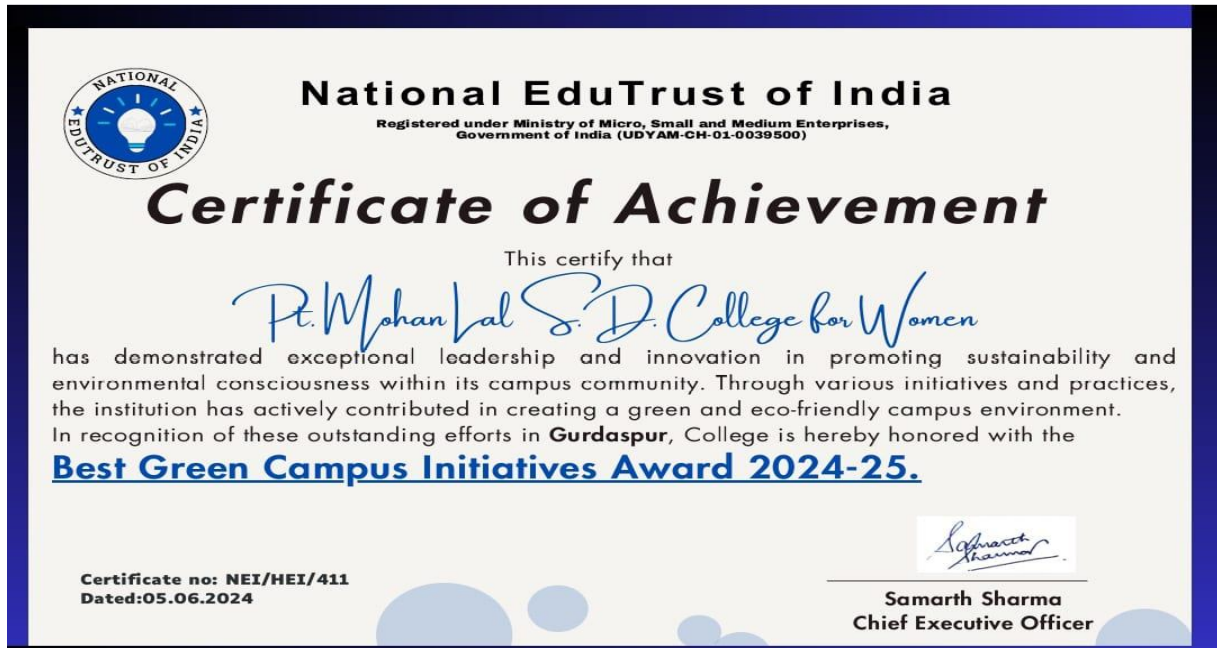 NATIONAL
EDUTRUST OF INDIA
National EduTrust of India
Registered under Ministry of Micro, Small and Medium Enterprises,
Government of India (UDYAM-CH-01-0039500)
Certificate of Achievement
This certify that
Pt. Mohan Lal S. D. College for Women
has demonstrated exceptional leadership and innovation in promoting sustainability and
environmental consciousness within its campus community. Through various initiatives and practices,
the institution has actively contributed in creating a green and eco-friendly campus environment.
In recognition of these outstanding efforts in Gurdaspur, College is hereby honored with the
Best Green Campus Initiatives Award 2024-25.
Samarth
Sharma
Certificate no: NEI/HEI/411
Dated:05.06.2024
Samarth Sharma
Chief Executive Officer